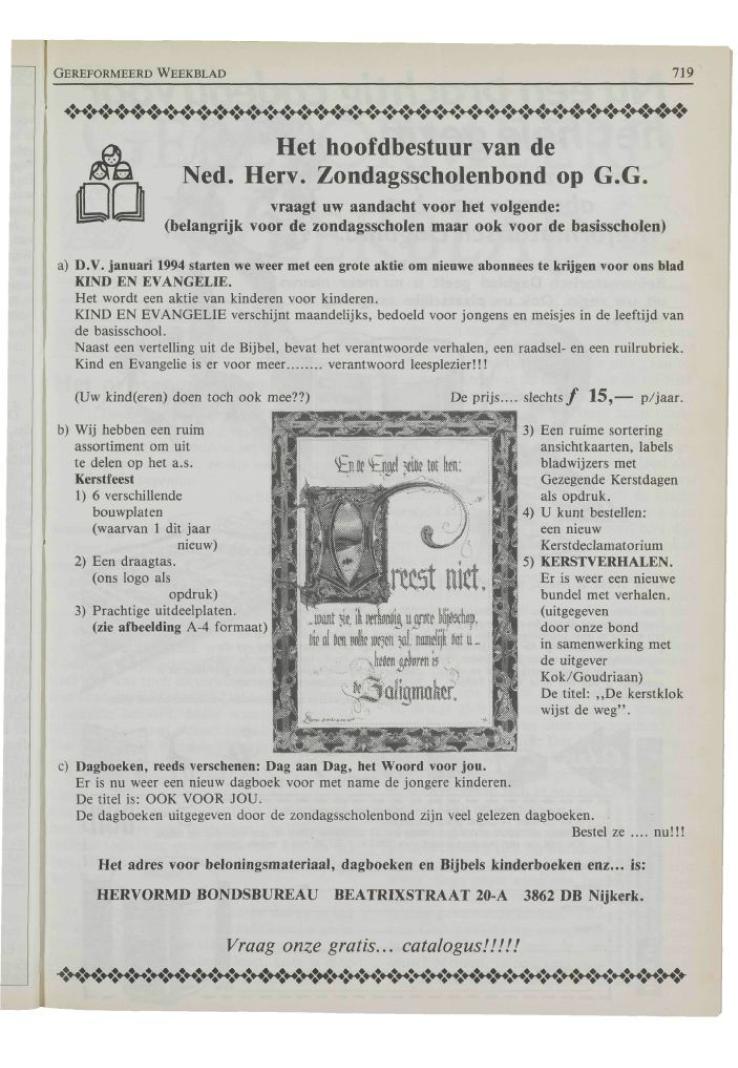 GEREFORMEERD WEEKBLAD 719
Het hoofdbestuur van de
Ned. Herv. Zondagsscholenbond op G.G.
vraagt uw aandacht voor het volgende:
(belangrijk voor de zondagsscholen maar ook voor de basisscholen)
a) D.V. januari 1994 starten we weer met een grote aktie om nieuwe abonnees te krijgen voor ons blad
KIND EN EVANGELIE.
Het wordt een aktie van kinderen voor kinderen.
KIND EN EVANGELIE verschijnt maandelijks, bedoeld voor jongens en meisjes in de leeftijd van
de basisschool.
Naast een vertelling uit de Bijbel, bevat het verantwoorde verhalen, een raadsel- en een ruilrubriek.
Kind en Evangelie is er voor meer........ verantwoord leesplezier!!!
(Uw kind(eren) doen toch ook mee??) De prijs.... slechts f 15,— p/jaar.
b) Wij hebben een ruim
assortiment om uit
te delen op het a.s.
Kerstfeest
1) 6 verschillende
bouwplaten
(waarvan 1 dit jaar
nieuw)
2) Een draagtas.
(ons logo als
opdruk)
3) Prachtige uitdeelplaten.
(zie afbeelding A-4 formaat)
En de Engel zeide tot hen:
Vreest niet,
..want zie, ik verkondig u grote blijdschap,
die al den volke wezen zal, namelijk dat u..
heden geboren is
de Zaligmaker.
3) Een ruime sortering
ansichtkaarten, labels
bladwijzers met
Gezegende Kerstdagen
als opdruk.
4) U kunt bestellen:
een nieuw
Kerstdeclamatorium
5) KERSTVERHALEN.
Er is weer een nieuwe
bundel met verhalen.
(uitgegeven
door onze bond
in samenwerking met
de uitgever
Kok/Goudriaan)
De titel: ,,De kerstklok
wijst de weg".
c) Dagboeken, reeds verschenen: Dag aan Dag, het Woord voor jou.
Er is nu weer een nieuw dagboek voor met name de jongere kinderen.
De titel is: OOK VOOR JOU.
De dagboeken uitgegeven door de zondagsscholenbond zijn veel gelezen dagboeken.
Bestel ze .... nu!!!
Het adres voor beloningsmateriaal, dagboeken en Bijbels kinderboeken enz... is:
HERVORMD BONDSBUREAU BEATRIXSTRAAT 20-A 3862 DB Nijkerk.
Vraag onze gratis... catalogus!!!!!